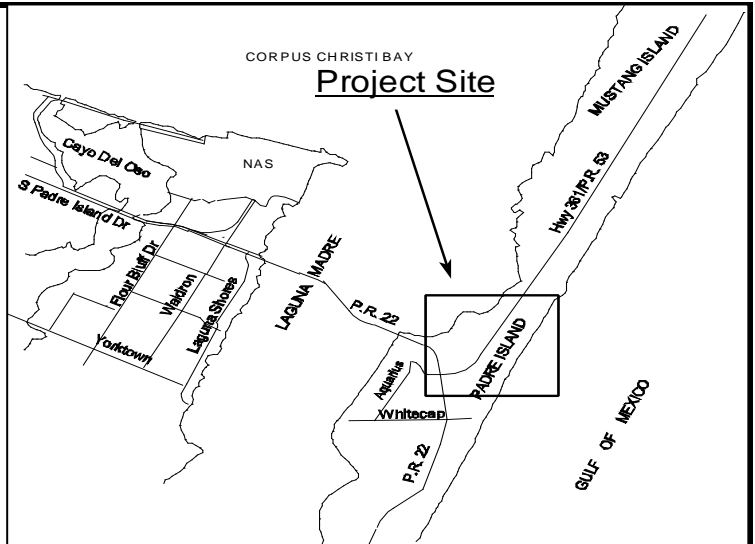 CORPUS CHRISTI BAY
Project Site
MUSTANG ISLAND
Cayo Del Oso
NAS
Hwy 361/P.R. 53
S Padre Island Dr
Flour Bluff Dr
Waldron
Laguna Shores
LAGUNA MADRE
P.R. 22
Yorktown
PADRE ISLAND
Aquarius
Whitecap
P.R. 22
GULF OF MEXICO